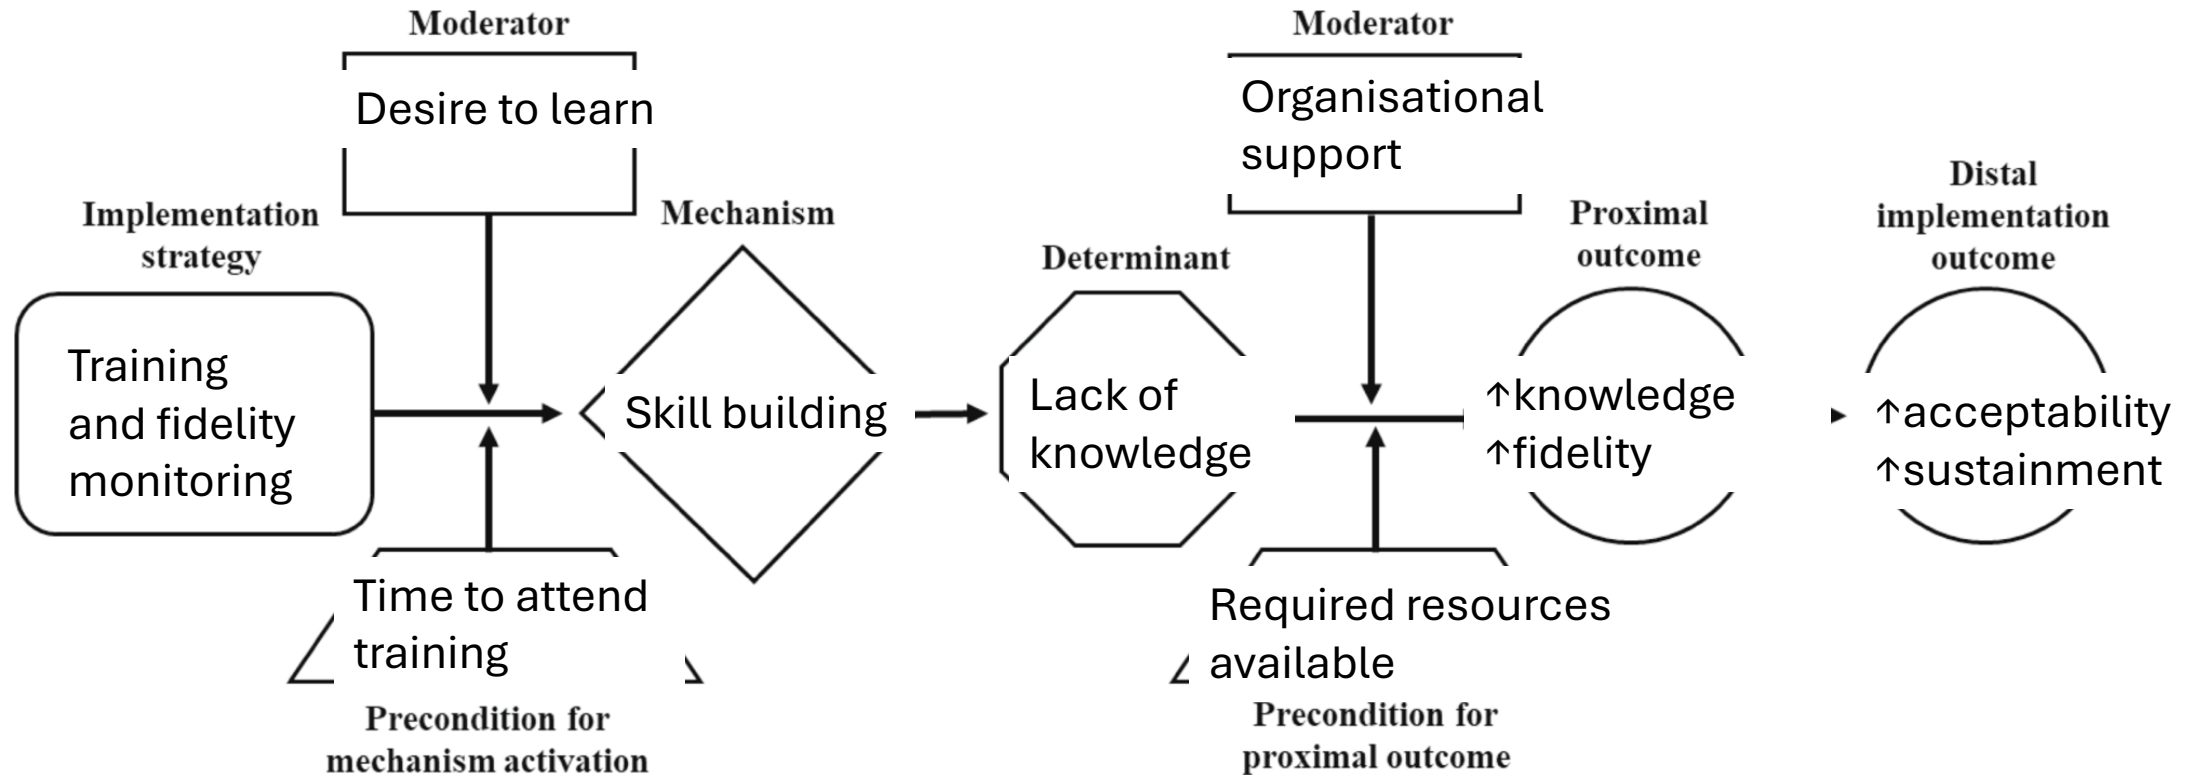 Moderator
Desire to learn
Moderator
Organisational
support
Implementation
strategy
Training
and fidelity
monitoring
Mechanism
Skill building
Determinant
Lack of
knowledge
Proximal
outcome
↑knowledge
↑fidelity
Distal
implementation
outcome
↑acceptability
↑sustainment
Time to attend
training
Precondition for
mechanism activation
Required resources
available
Precondition for
proximal outcome